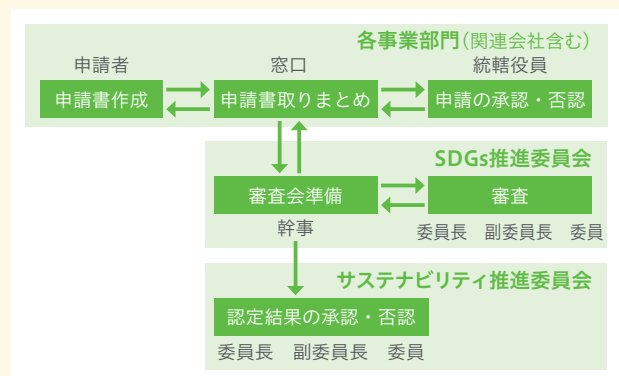 各事業部門(関連会社含む)
申請者 窓口 統轄役員
申請書作成 申請書取りまとめ 申請の承認・否認
SDGs推進委員会
審査会準備 審査
幹事 委員長 副委員長 委員
サステナビリティ推進委員会
認定結果の承認・否認
委員長 副委員長 委員